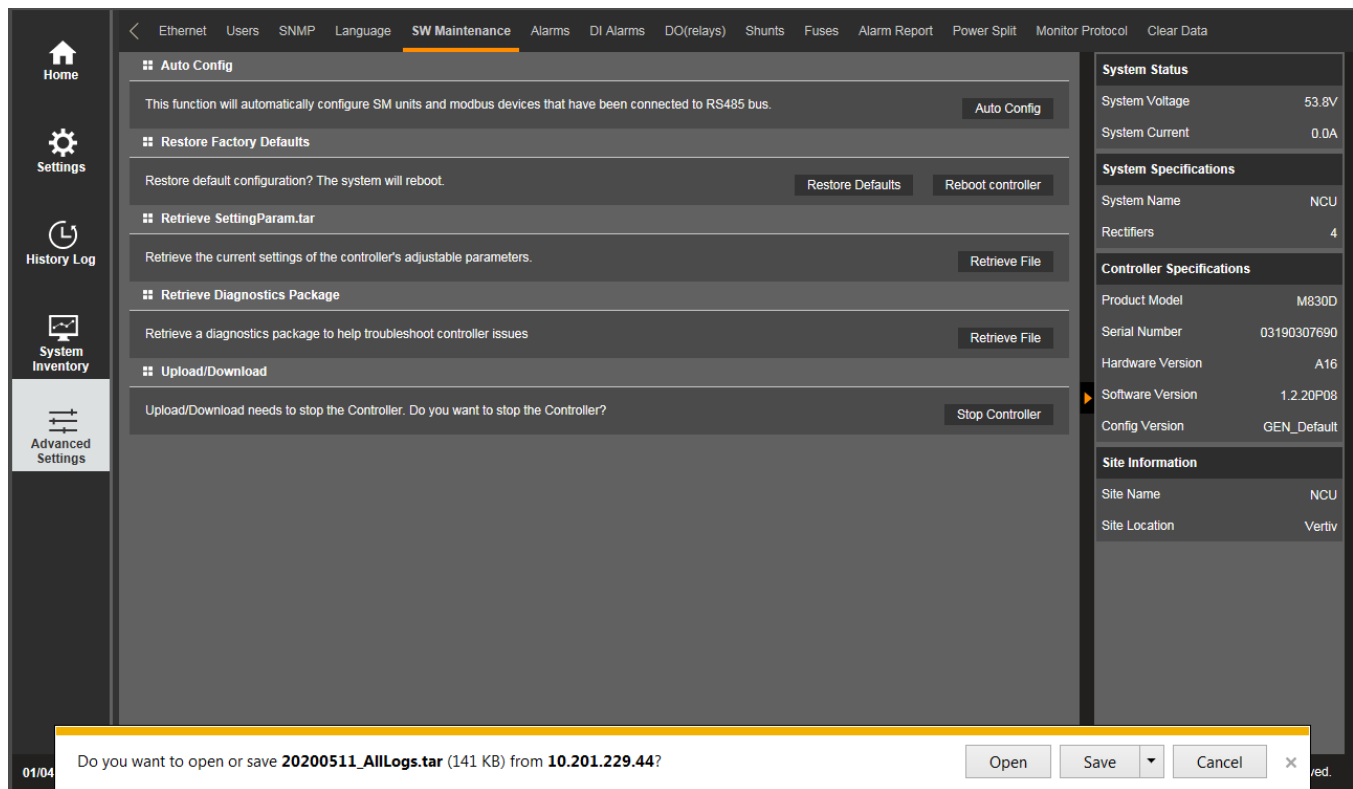 Ethernet Users SNMP Language SW Maintenance Alarms DI Alarms DO(relays) Shunts Fuses Alarm Report Power Split Monitor Protocol Clear Data
Home
Settings
History Log
System
Inventory
Advanced
Settings
Auto Config
This function will automatically configure SM units and modbus devices that have been connected to RS485 bus.
Auto Config
Restore Factory Defaults
Restore default configuration? The system will reboot.
Restore Defaults Reboot controller
Retrieve SettingParam.tar
Retrieve the current settings of the controller's adjustable parameters.
Retrieve File
Retrieve Diagnostics Package
Retrieve a diagnostics package to help troubleshoot controller issues
Retrieve File
Upload/Download
Upload/Download needs to stop the Controller. Do you want to stop the Controller?
Stop Controller
System Status
System Voltage 53.8V
System Current 0.0A
System Specifications
System Name NCU
Rectifiers 4
Controller Specifications
Product Model M830D
Serial Number 03190307690
Hardware Version A16
Software Version 1.2.20P08
Config Version GEN_Default
Site Information
Site Name NCU
Site Location Vertiv
01/04
Do you want to open or save 20200511_AllLogs.tar (141 KB) from 10.201.229.44?
Open Save Cancel
ved.